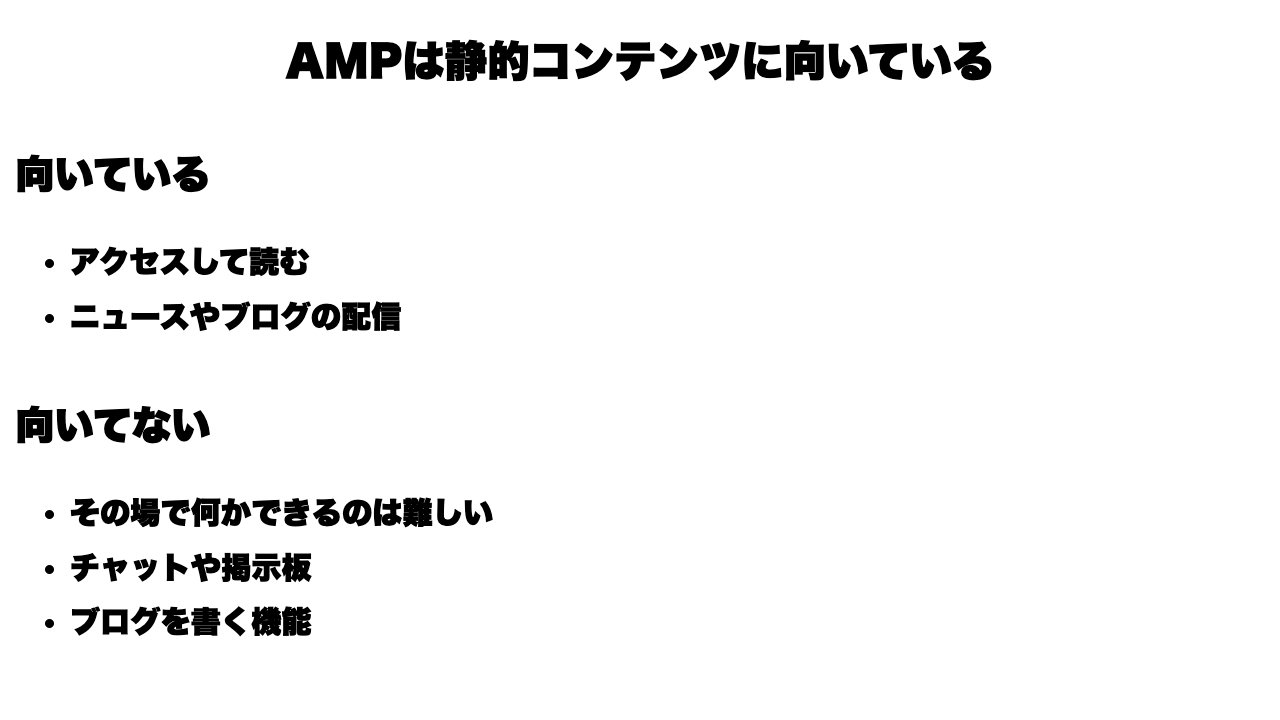 AMPは静的コンテンツに向いている
向いている
• アクセスして読む
• ニュースやブログの配信
向いてない
• その場で何かできるのは難しい
• チャットや掲示板
• ブログを書く機能